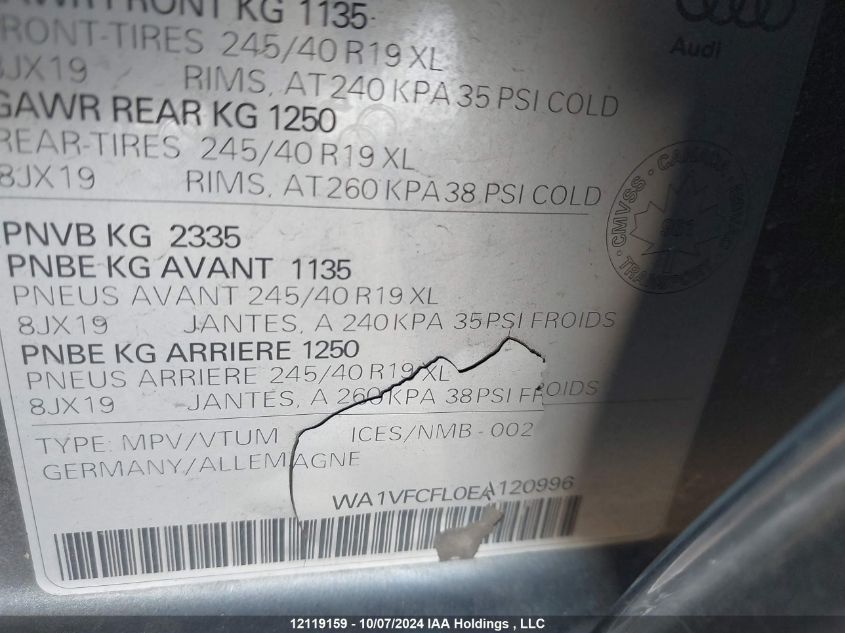 GAWR FRONT KG 1135
FRONT-TIRES 245/40 R19 XL
8JX19 RIMS, AT 240 KPA 35 PSI COLD
GAWR REAR KG 1250
REAR-TIRES 245/40 R19 XL
8JX19 RIMS, AT 260 KPA 38 PSI COLD
Audi
CMVSS - CANADA
TRANSPORT
PNVB KG 2335
PNBE KG AVANT 1135
PNEUS AVANT 245/40 R19 XL
8JX19 JANTES, A 240 KPA 35 PSI FROIDS
PNBE KG ARRIERE 1250
PNEUS ARRIERE 245/40 R19 XL
8JX19 JANTES, A 260 KPA 38 PSI FROIDS
TYPE: MPV/VTUM ICES/NMB - 002
GERMANY/ALLEMAGNE
WA1VFCFL0EA120996
12119159 - 10/07/2024 IAA Holdings , LLC